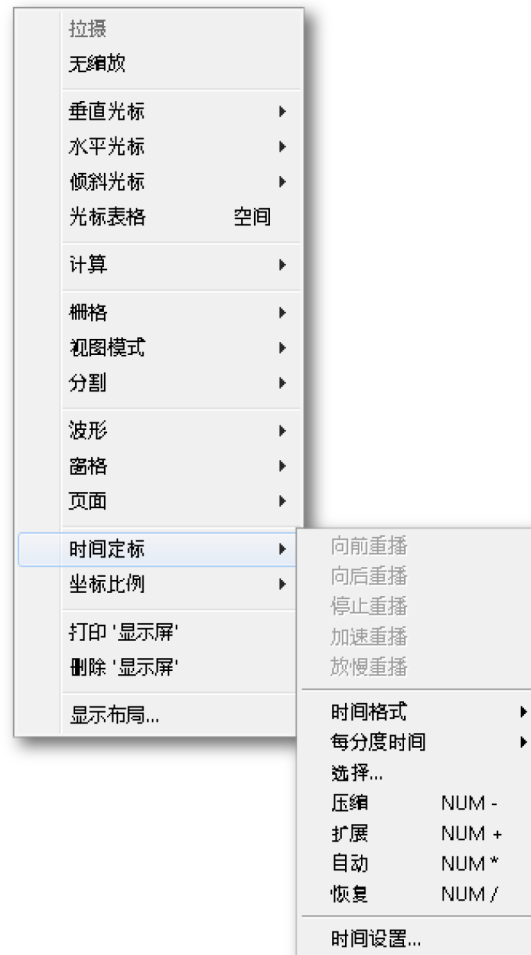 拉摄
无缩放
垂直光标
水平光标
倾斜光标
光标表格 空间
计算
栅格
视图模式
分割
波形
窗格
页面
时间定标
坐标比例
打印 '显示屏'
删除 '显示屏'
显示布局...
向前重播
向后重播
停止重播
加速重播
放慢重播
时间格式
每分度时间
选择...
压缩 NUM -
扩展 NUM +
自动 NUM *
恢复 NUM /
时间设置...